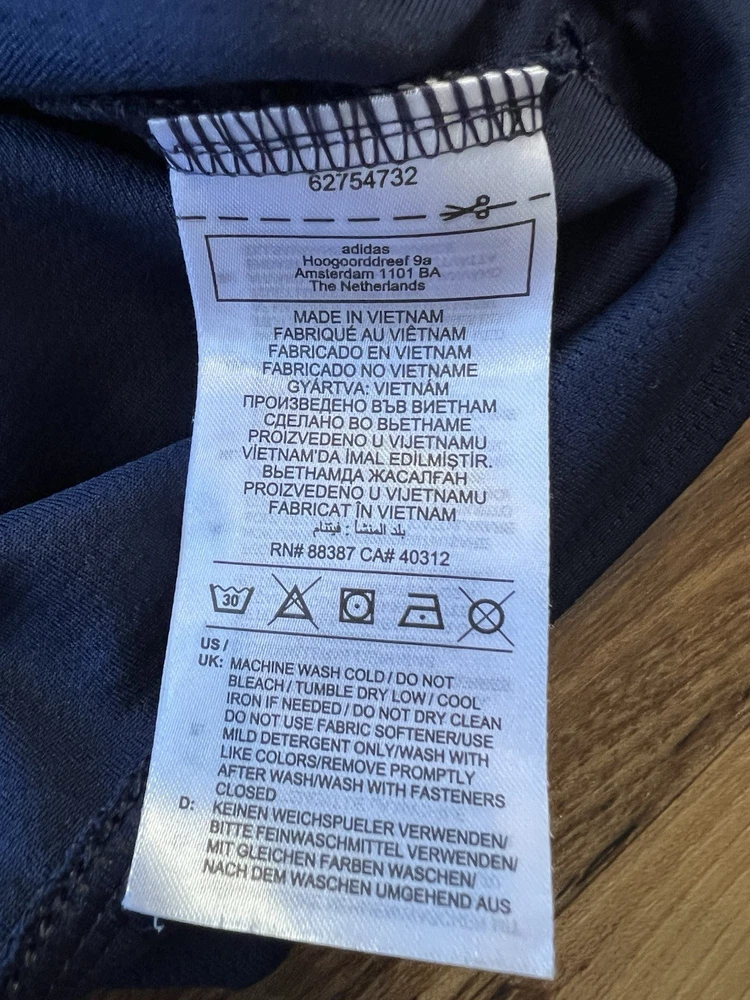 62754732
adidas
Hoogoorddreef 9a
Amsterdam 1101 BA
The Netherlands
MADE IN VIETNAM
FABRIQUÉ AU VIÊTNAM
FABRICADO EN VIETNAM
FABRICADO NO VIETNAME
GYÁRTVA: VIETNÁM
ПРОИЗВЕДЕНО ВЪВ ВИЕТНАМ
СДЕЛАНО ВО ВЬЕТНАМЕ
PROIZVEDENO U VIJETNAMU
VİETNAM'DA İMAL EDİLMİŞTİR.
ВЬЕТНАМДА ЖАСАЛҒАН
PROIZVEDENO U VIJETNAMU
FABRICAT ÎN VIETNAM
بلد المنشأ : فيتنام
RN# 88387 CA# 40312
30
US /
UK: MACHINE WASH COLD / DO NOT
BLEACH / TUMBLE DRY LOW / COOL
IRON IF NEEDED / DO NOT DRY CLEAN
DO NOT USE FABRIC SOFTENER/USE
MILD DETERGENT ONLY/WASH WITH
LIKE COLORS/REMOVE PROMPTLY
AFTER WASH/WASH WITH FASTENERS
CLOSED
D: KEINEN WEICHSPUELER VERWENDEN/
BITTE FEINWASCHMITTEL VERWENDEN/
MIT GLEICHEN FARBEN WASCHEN/
NACH DEM WASCHEN UMGEHEND AUS